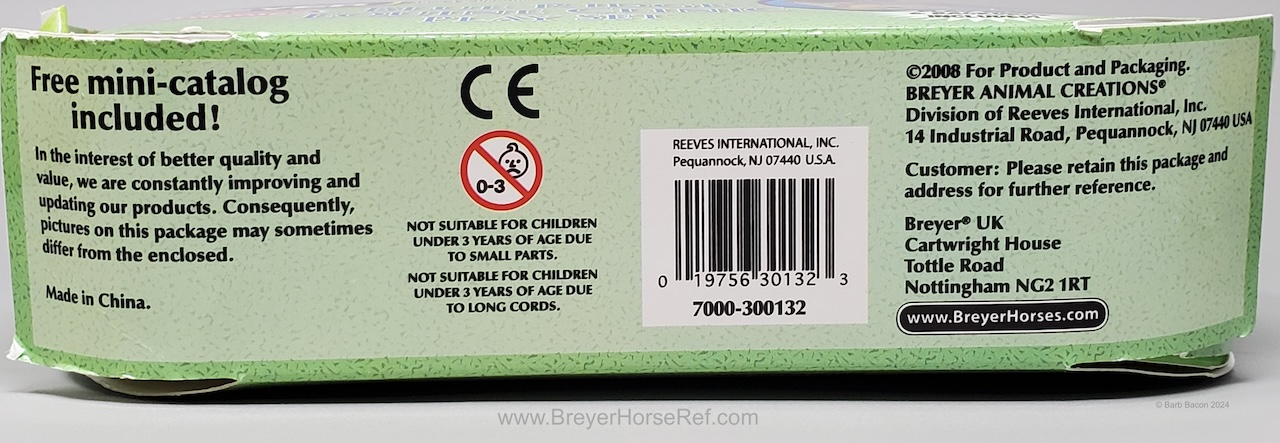 PLAY SET
Free mini-catalog
included!
In the interest of better quality and
value, we are constantly improving and
updating our products. Consequently,
pictures on this package may sometimes
differ from the enclosed.
Made in China.
CE
0-3
NOT SUITABLE FOR CHILDREN
UNDER 3 YEARS OF AGE DUE
TO SMALL PARTS.
NOT SUITABLE FOR CHILDREN
UNDER 3 YEARS OF AGE DUE
TO LONG CORDS.
REEVES INTERNATIONAL, INC.
Pequannock, NJ 07440 U.S.A.
0 19756 30132 3
7000-300132
©2008 For Product and Packaging.
BREYER ANIMAL CREATIONS®
Division of Reeves International, Inc.
14 Industrial Road, Pequannock, NJ 07440 USA
Customer: Please retain this package and
address for further reference.
Breyer® UK
Cartwright House
Tottle Road
Nottingham NG2 1RT
www.BreyerHorses.com
www.BreyerHorseRef.com
© Barb Bacon 2024